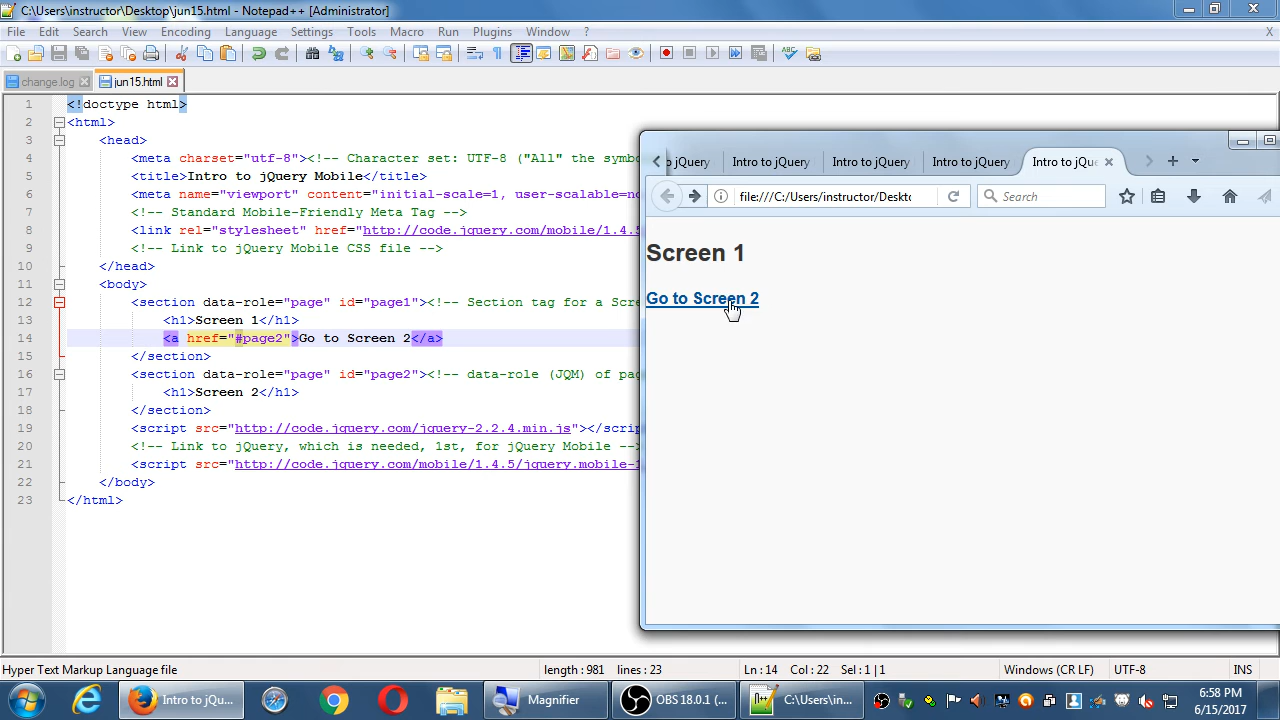 C:\Users\instructor\Desktop\jun15.html - Notepad++ [Administrator]
File Edit Search View Encoding Language Settings Tools Macro Run Plugins Window ? X
change.log jun15.html
1 <!doctype html>
2 <html>
3 <head>
4 <meta charset="utf-8"><!-- Character set: UTF-8 ("All" the symbo
5 <title>Intro to jQuery Mobile</title>
6 <meta name="viewport" content="initial-scale=1, user-scalable=no
7 <!-- Standard Mobile-Friendly Meta Tag -->
8 <link rel="stylesheet" href="http://code.jquery.com/mobile/1.4.5
9 <!-- Link to jQuery Mobile CSS file -->
10 </head>
11 <body>
12 <section data-role="page" id="page1"><!-- Section tag for a Scre
13 <h1>Screen 1</h1>
14 <a href="#page2">Go to Screen 2</a>
15 </section>
16 <section data-role="page" id="page2"><!-- data-role (JQM) of pag
17 <h1>Screen 2</h1>
18 </section>
19 <script src="http://code.jquery.com/jquery-2.2.4.min.js"></scrip
20 <!-- Link to jQuery, which is needed, 1st, for jQuery Mobile --
21 <script src="http://code.jquery.com/mobile/1.4.5/jquery.mobile-1
22 </body>
23 </html>
jQuery Intro to jQuery Intro to jQuery Intro to jQuery Intro to jQu
file:///C:/Users/instructor/Deskto Search
Screen 1
Go to Screen 2
Hyper Text Markup Language file length : 981 lines : 23 Ln : 14 Col : 22 Sel : 1 | 1 Windows (CR LF) UTF-8 INS
Intro to jQu... Magnifier OBS 18.0.1 (... C:\Users\in... 6:58 PM
6/15/2017